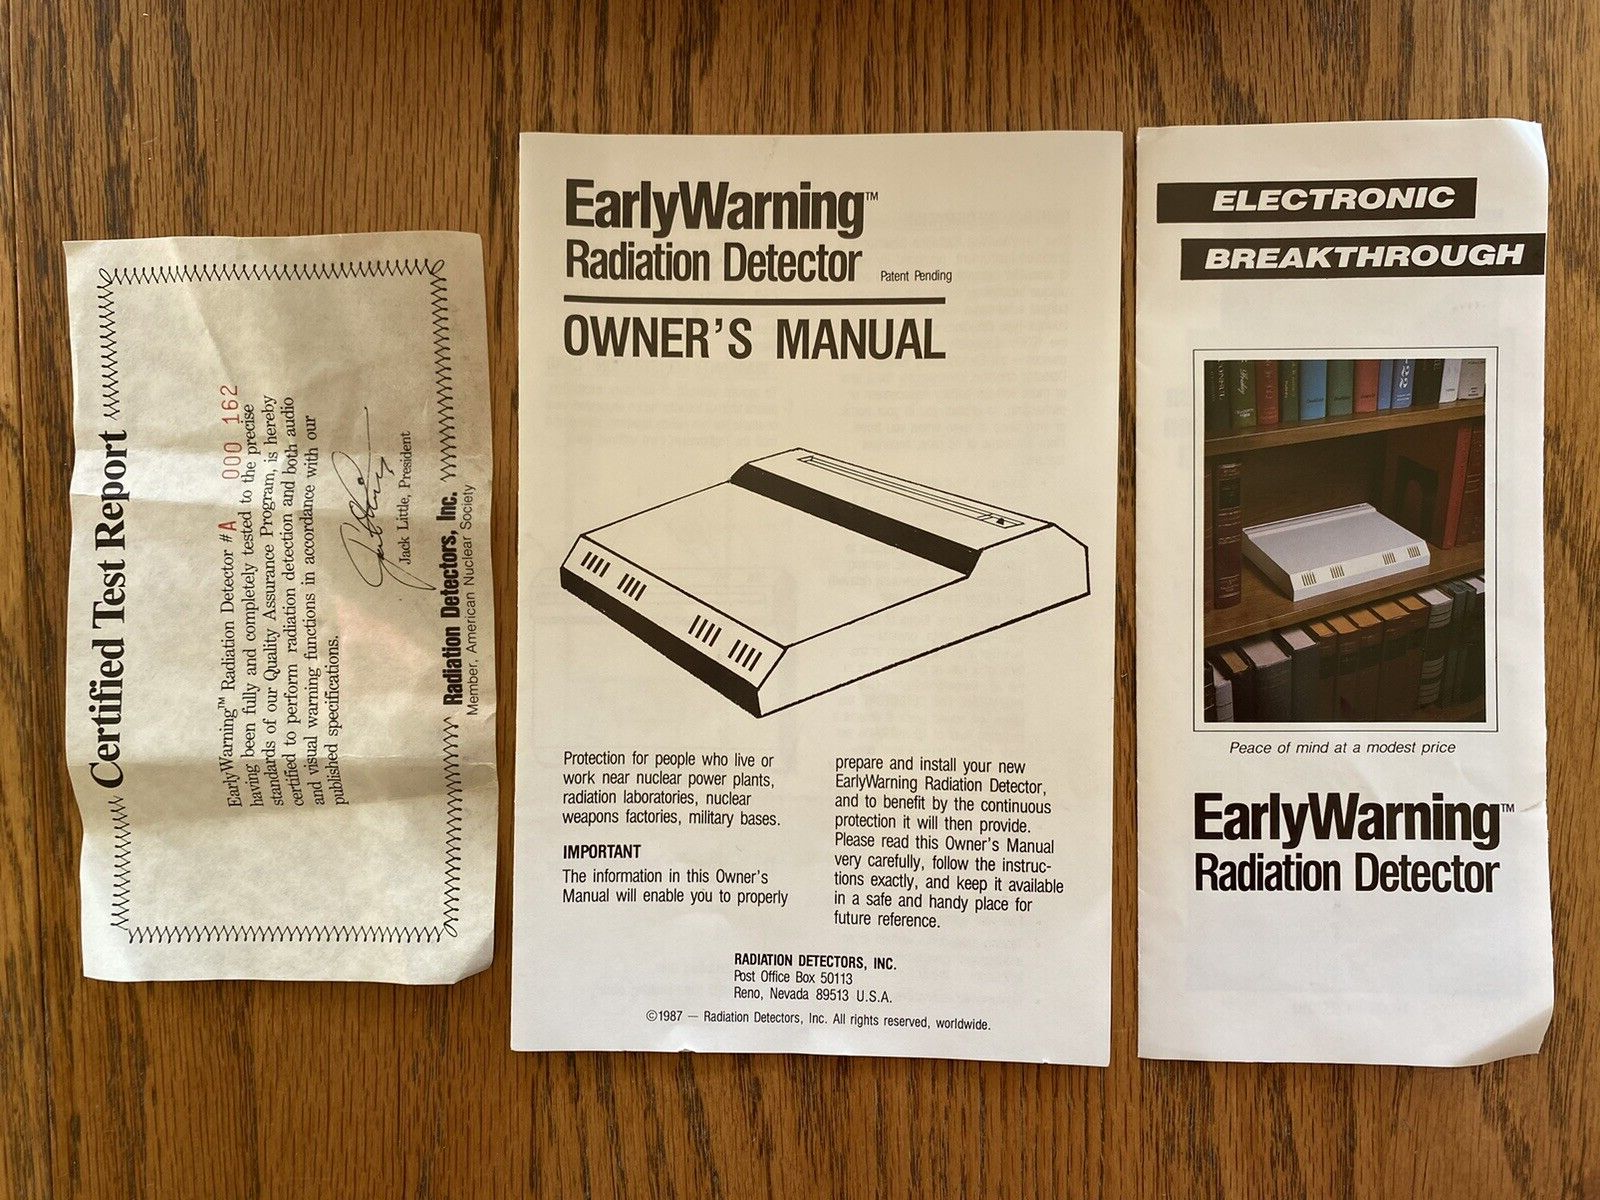 Certified Test Report
EarlyWarning™ Radiation Detector #A 000 162
having been fully and completely tested to the precise
standards of our Quality Assurance Program, is hereby
certified to perform radiation detection and both audio
and visual warning functions in accordance with our
published specifications.
Jack Little, President
Radiation Detectors, Inc.
Member, American Nuclear Society
EarlyWarning™
Radiation Detector Patent Pending
OWNER'S MANUAL
Protection for people who live or
work near nuclear power plants,
radiation laboratories, nuclear
weapons factories, military bases.
IMPORTANT
The information in this Owner's
Manual will enable you to properly
prepare and install your new
EarlyWarning Radiation Detector,
and to benefit by the continuous
protection it will then provide.
Please read this Owner's Manual
very carefully, follow the instruc-
tions exactly, and keep it available
in a safe and handy place for
future reference.
RADIATION DETECTORS, INC.
Post Office Box 50113
Reno, Nevada 89513 U.S.A.
©1987 — Radiation Detectors, Inc. All rights reserved, worldwide.
ELECTRONIC
BREAKTHROUGH
Peace of mind at a modest price
EarlyWarning™
Radiation Detector